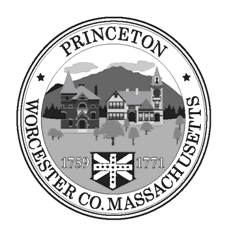 PRINCETON
WORCESTER CO. MASSACHUSETTS
1759 1771